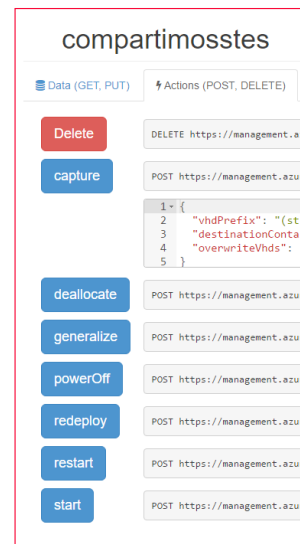 compartimosstes
Data (GET, PUT)
Actions (POST, DELETE)
Delete
DELETE https://management.a
capture
POST https://management.azu
1 {
2 "vhdPrefix": "(st
3 "destinationConta
4 "overwriteVhds":
5 }
deallocate
POST https://management.azu
generalize
POST https://management.azu
powerOff
POST https://management.azu
redeploy
POST https://management.azu
restart
POST https://management.azu
start
POST https://management.azu